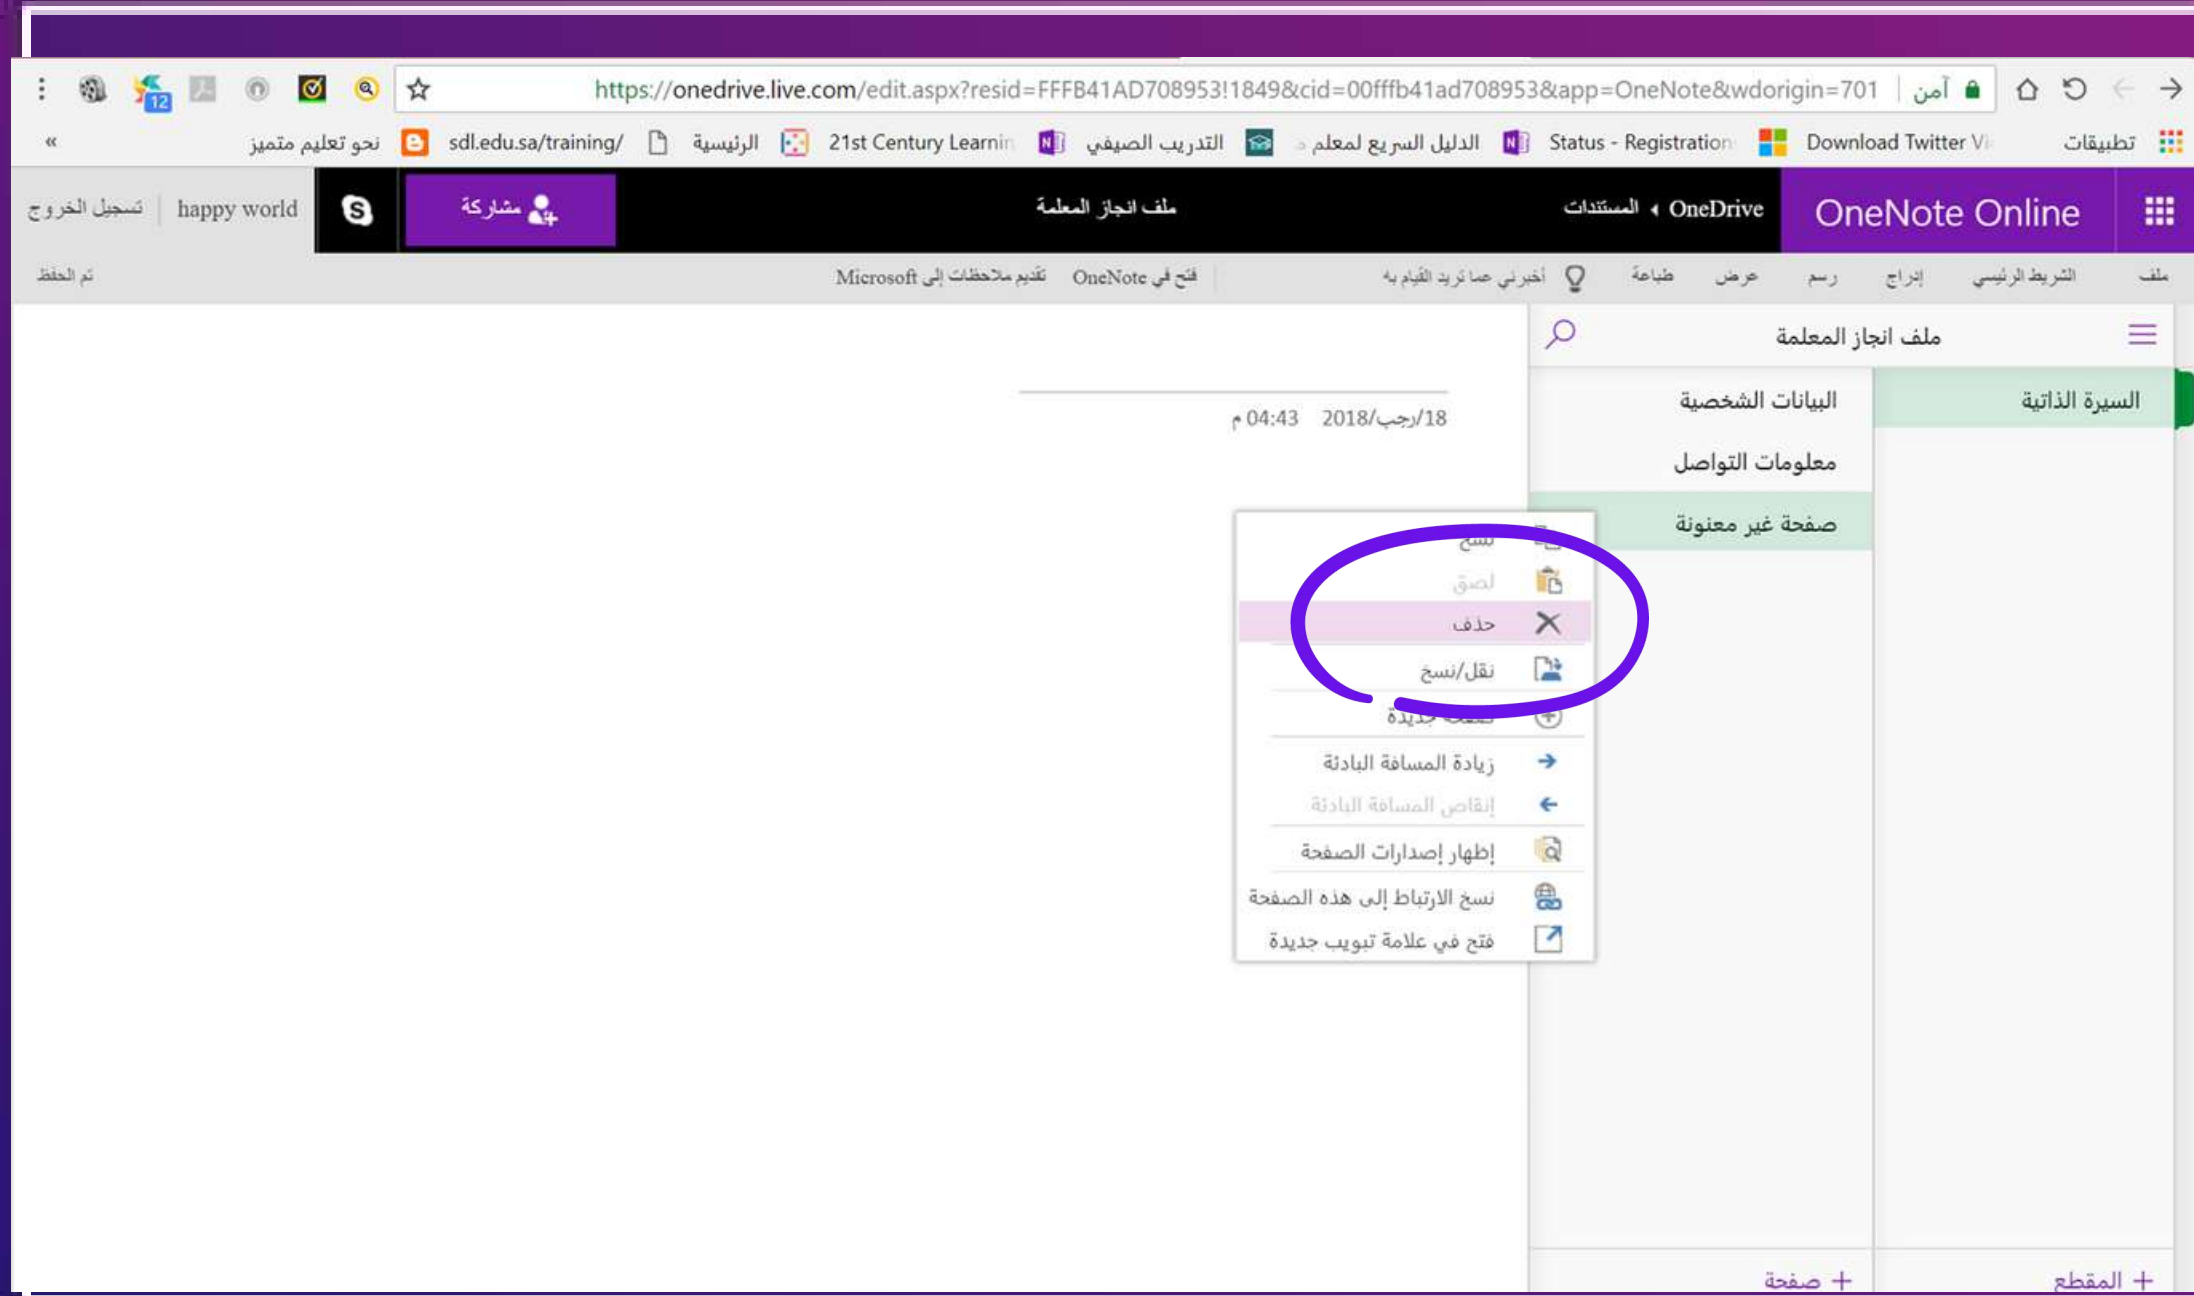 https://onedrive.live.com/edit.aspx?resid=FFFB41AD708953!1849&cid=00fffb41ad708953&app=OneNote&wdorigin=701 | آمن
12
تطبيقات Download Twitter Vi Status - Registration الدليل السريع لمعلم التدريب الصيفي 21st Century Learnin الرئيسية sdl.edu.sa/training/ نحو تعليم متميز »
OneNote Online OneDrive المستندات ملف انجاز المعلمة مشاركة happy world تسجيل الخروج
ملف الشريط الرئيسي إدراج رسم عرض طباعة أخبرني عما تريد القيام به فتح في OneNote تقديم ملاحظات إلى Microsoft تم الحفظ
ملف انجاز المعلمة
السيرة الذاتية
البيانات الشخصية
معلومات التواصل
صفحة غير معنونة
18/رجب/2018 04:43 م
نسخ
لصق
حذف
نقل/نسخ
صفحة جديدة
زيادة المسافة البادئة
إنقاص المسافة البادئة
إظهار إصدارات الصفحة
نسخ الارتباط إلى هذه الصفحة
فتح في علامة تبويب جديدة
+ المقطع
+ صفحة